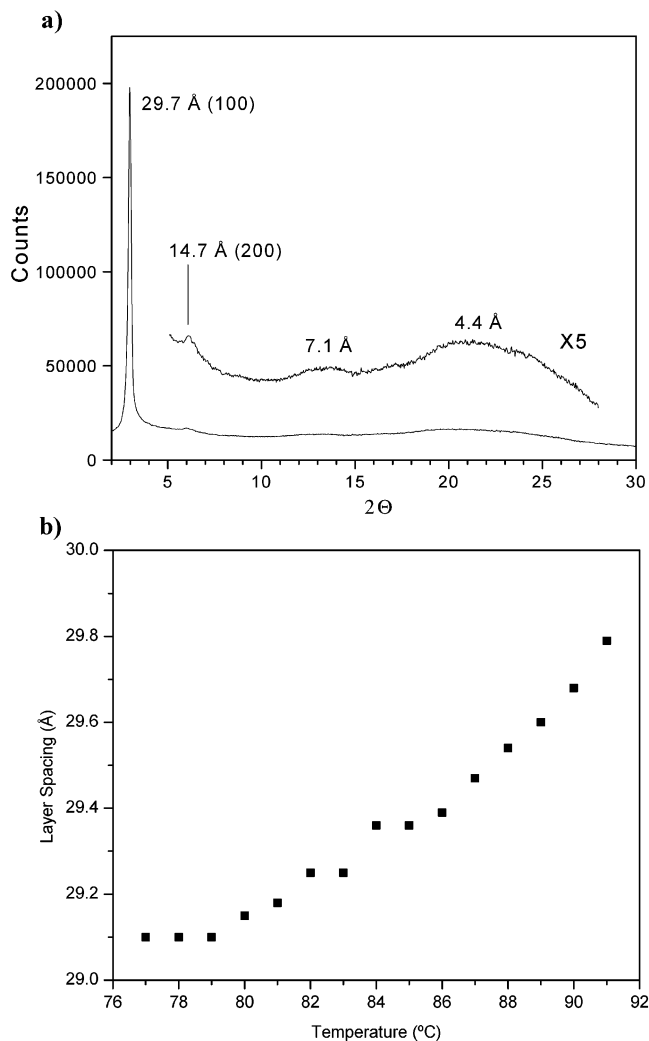 a)
200000
29.7 Å (100)
150000
14.7 Å (200)
Counts
100000
7.1 Å
4.4 Å
X5
50000
0
5 10 15 20 25 30
2Θ
b)
30.0
29.8
29.6
Layer Spacing (Å)
29.4
29.2
29.0
76 78 80 82 84 86 88 90 92
Temperature (ºC)